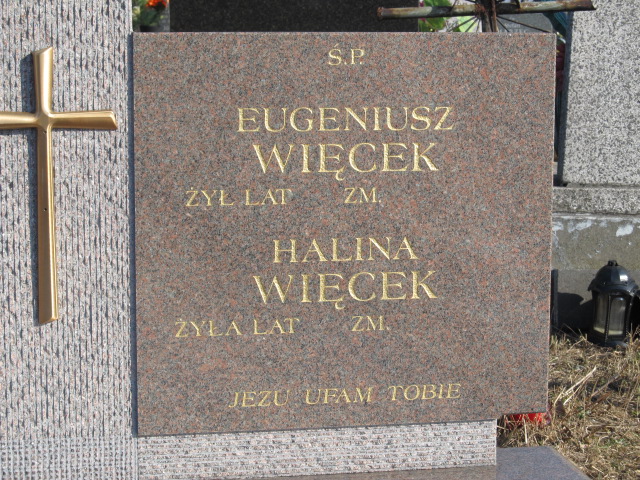 Ś.P.
EUGENIUSZ
WIĘCEK
ŻYŁ LAT ZM.
HALINA
WIĘCEK
ŻYŁA LAT ZM.
JEZU UFAM TOBIE